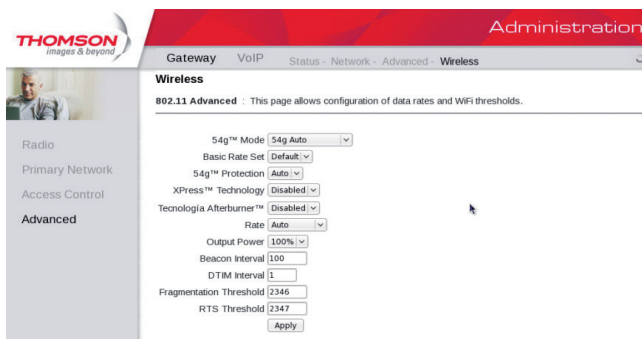 Administration
THOMSON
images & beyond
Gateway VoIP Status - Network - Advanced - Wireless
Wireless
802.11 Advanced : This page allows configuration of data rates and WiFi thresholds.
Radio
Primary Network
Access Control
Advanced
54g™ Mode 54g Auto
Basic Rate Set Default
54g™ Protection Auto
XPress™ Technology Disabled
Tecnología Afterburner™ Disabled
Rate Auto
Output Power 100%
Beacon Interval 100
DTIM Interval 1
Fragmentation Threshold 2346
RTS Threshold 2347
Apply